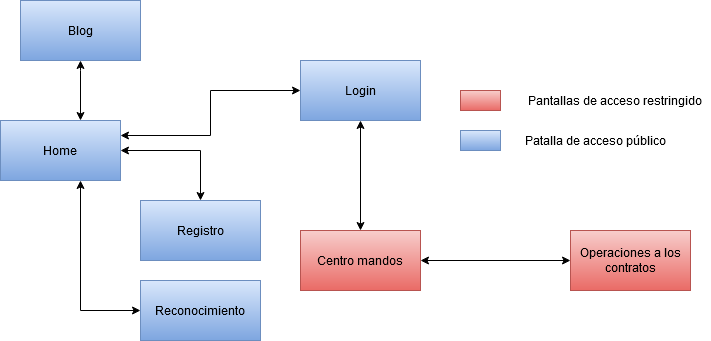 Blog
Login
Pantallas de acceso restringido
Patalla de acceso público
Home
Registro
Centro mandos
Operaciones a los
contratos
Reconocimiento